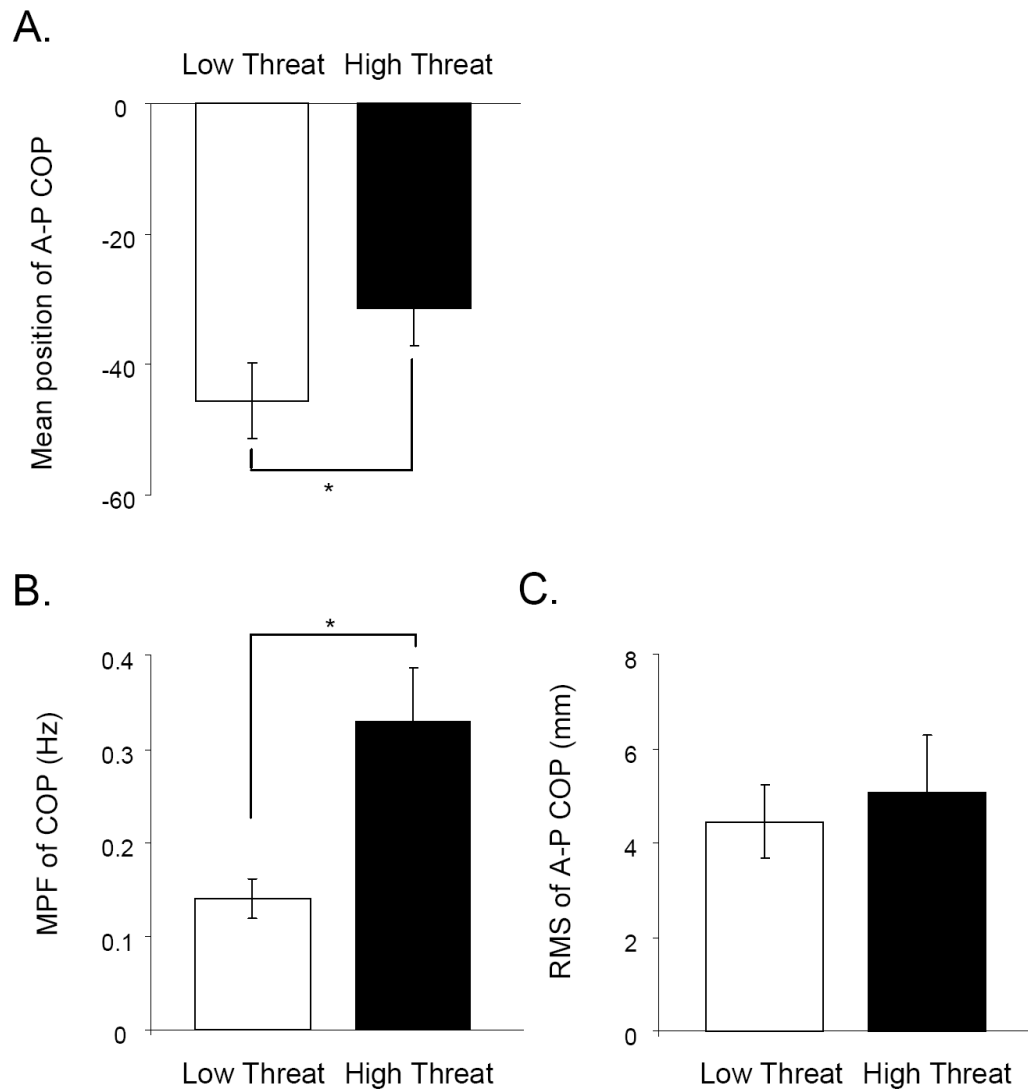 A.
Low Threat High Threat
Mean position of A-P COP
0
-20
-40
-60
*
B.
MPF of COP (Hz)
0.4
0.3
0.2
0.1
0
*
Low Threat High Threat
C.
RMS of A-P COP (mm)
8
6
4
2
0
Low Threat High Threat